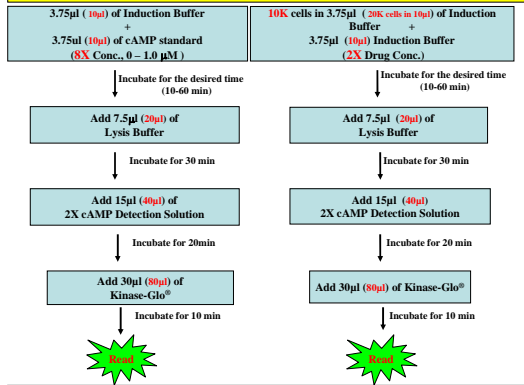 3.75µl (10µl) of Induction Buffer
+
3.75ul (10µl) of cAMP standard
(8X Conc., 0 – 1.0 µM )
Incubate for the desired time
(10-60 min)
Add 7.5µl (20µl) of
Lysis Buffer
Incubate for 30 min
Add 15µl (40µl) of
2X cAMP Detection Solution
Incubate for 20min
Add 30µl (80µl) of
Kinase-Glo®
Incubate for 10 min
Read
10K cells in 3.75µl ( 20K cells in 10µl) of Induction
Buffer +
3.75µl (10µl) Induction Buffer
(2X Drug Conc.)
Incubate for the desired time
(10-60 min)
Add 7.5µl (20µl) of
Lysis Buffer
Incubate for 30 min
Add 15µl (40µl)
2X cAMP Detection Solution
Incubate for 20 min
Add 30µl (80µl) of Kinase-Glo®
Incubate for 10 min
Read